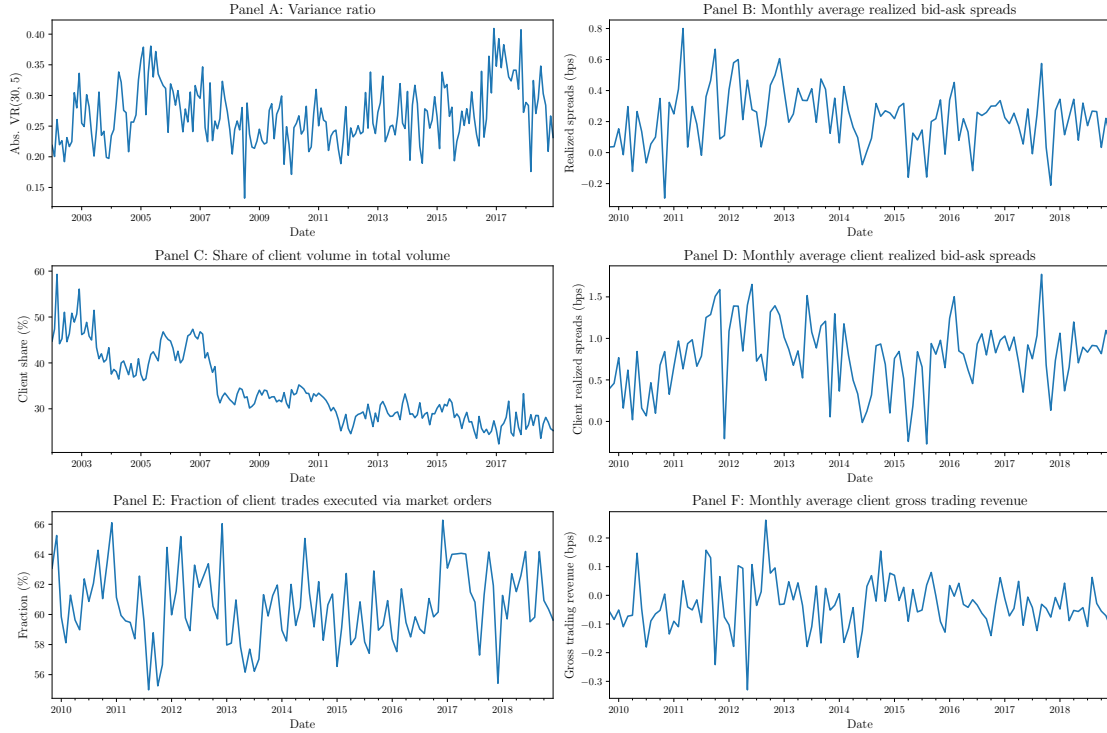 Panel A: Variance ratio
Abs. VR(30, 5)
0.40
0.35
0.30
0.25
0.20
0.15
2003 2005 2007 2009 2011 2013 2015 2017
Date
Panel B: Monthly average realized bid-ask spreads
Realized spreads (bps)
0.8
0.6
0.4
0.2
0.0
−0.2
2010 2011 2012 2013 2014 2015 2016 2017 2018
Date
Panel C: Share of client volume in total volume
Client share (%)
60
50
40
30
2003 2005 2007 2009 2011 2013 2015 2017
Date
Panel D: Monthly average client realized bid-ask spreads
Client realized spreads (bps)
1.5
1.0
0.5
0.0
2010 2011 2012 2013 2014 2015 2016 2017 2018
Date
Panel E: Fraction of client trades executed via market orders
Fraction (%)
66
64
62
60
58
56
2010 2011 2012 2013 2014 2015 2016 2017 2018
Date
Panel F: Monthly average client gross trading revenue
Gross trading revenue (bps)
0.2
0.1
0.0
−0.1
−0.2
−0.3
2010 2011 2012 2013 2014 2015 2016 2017 2018
Date